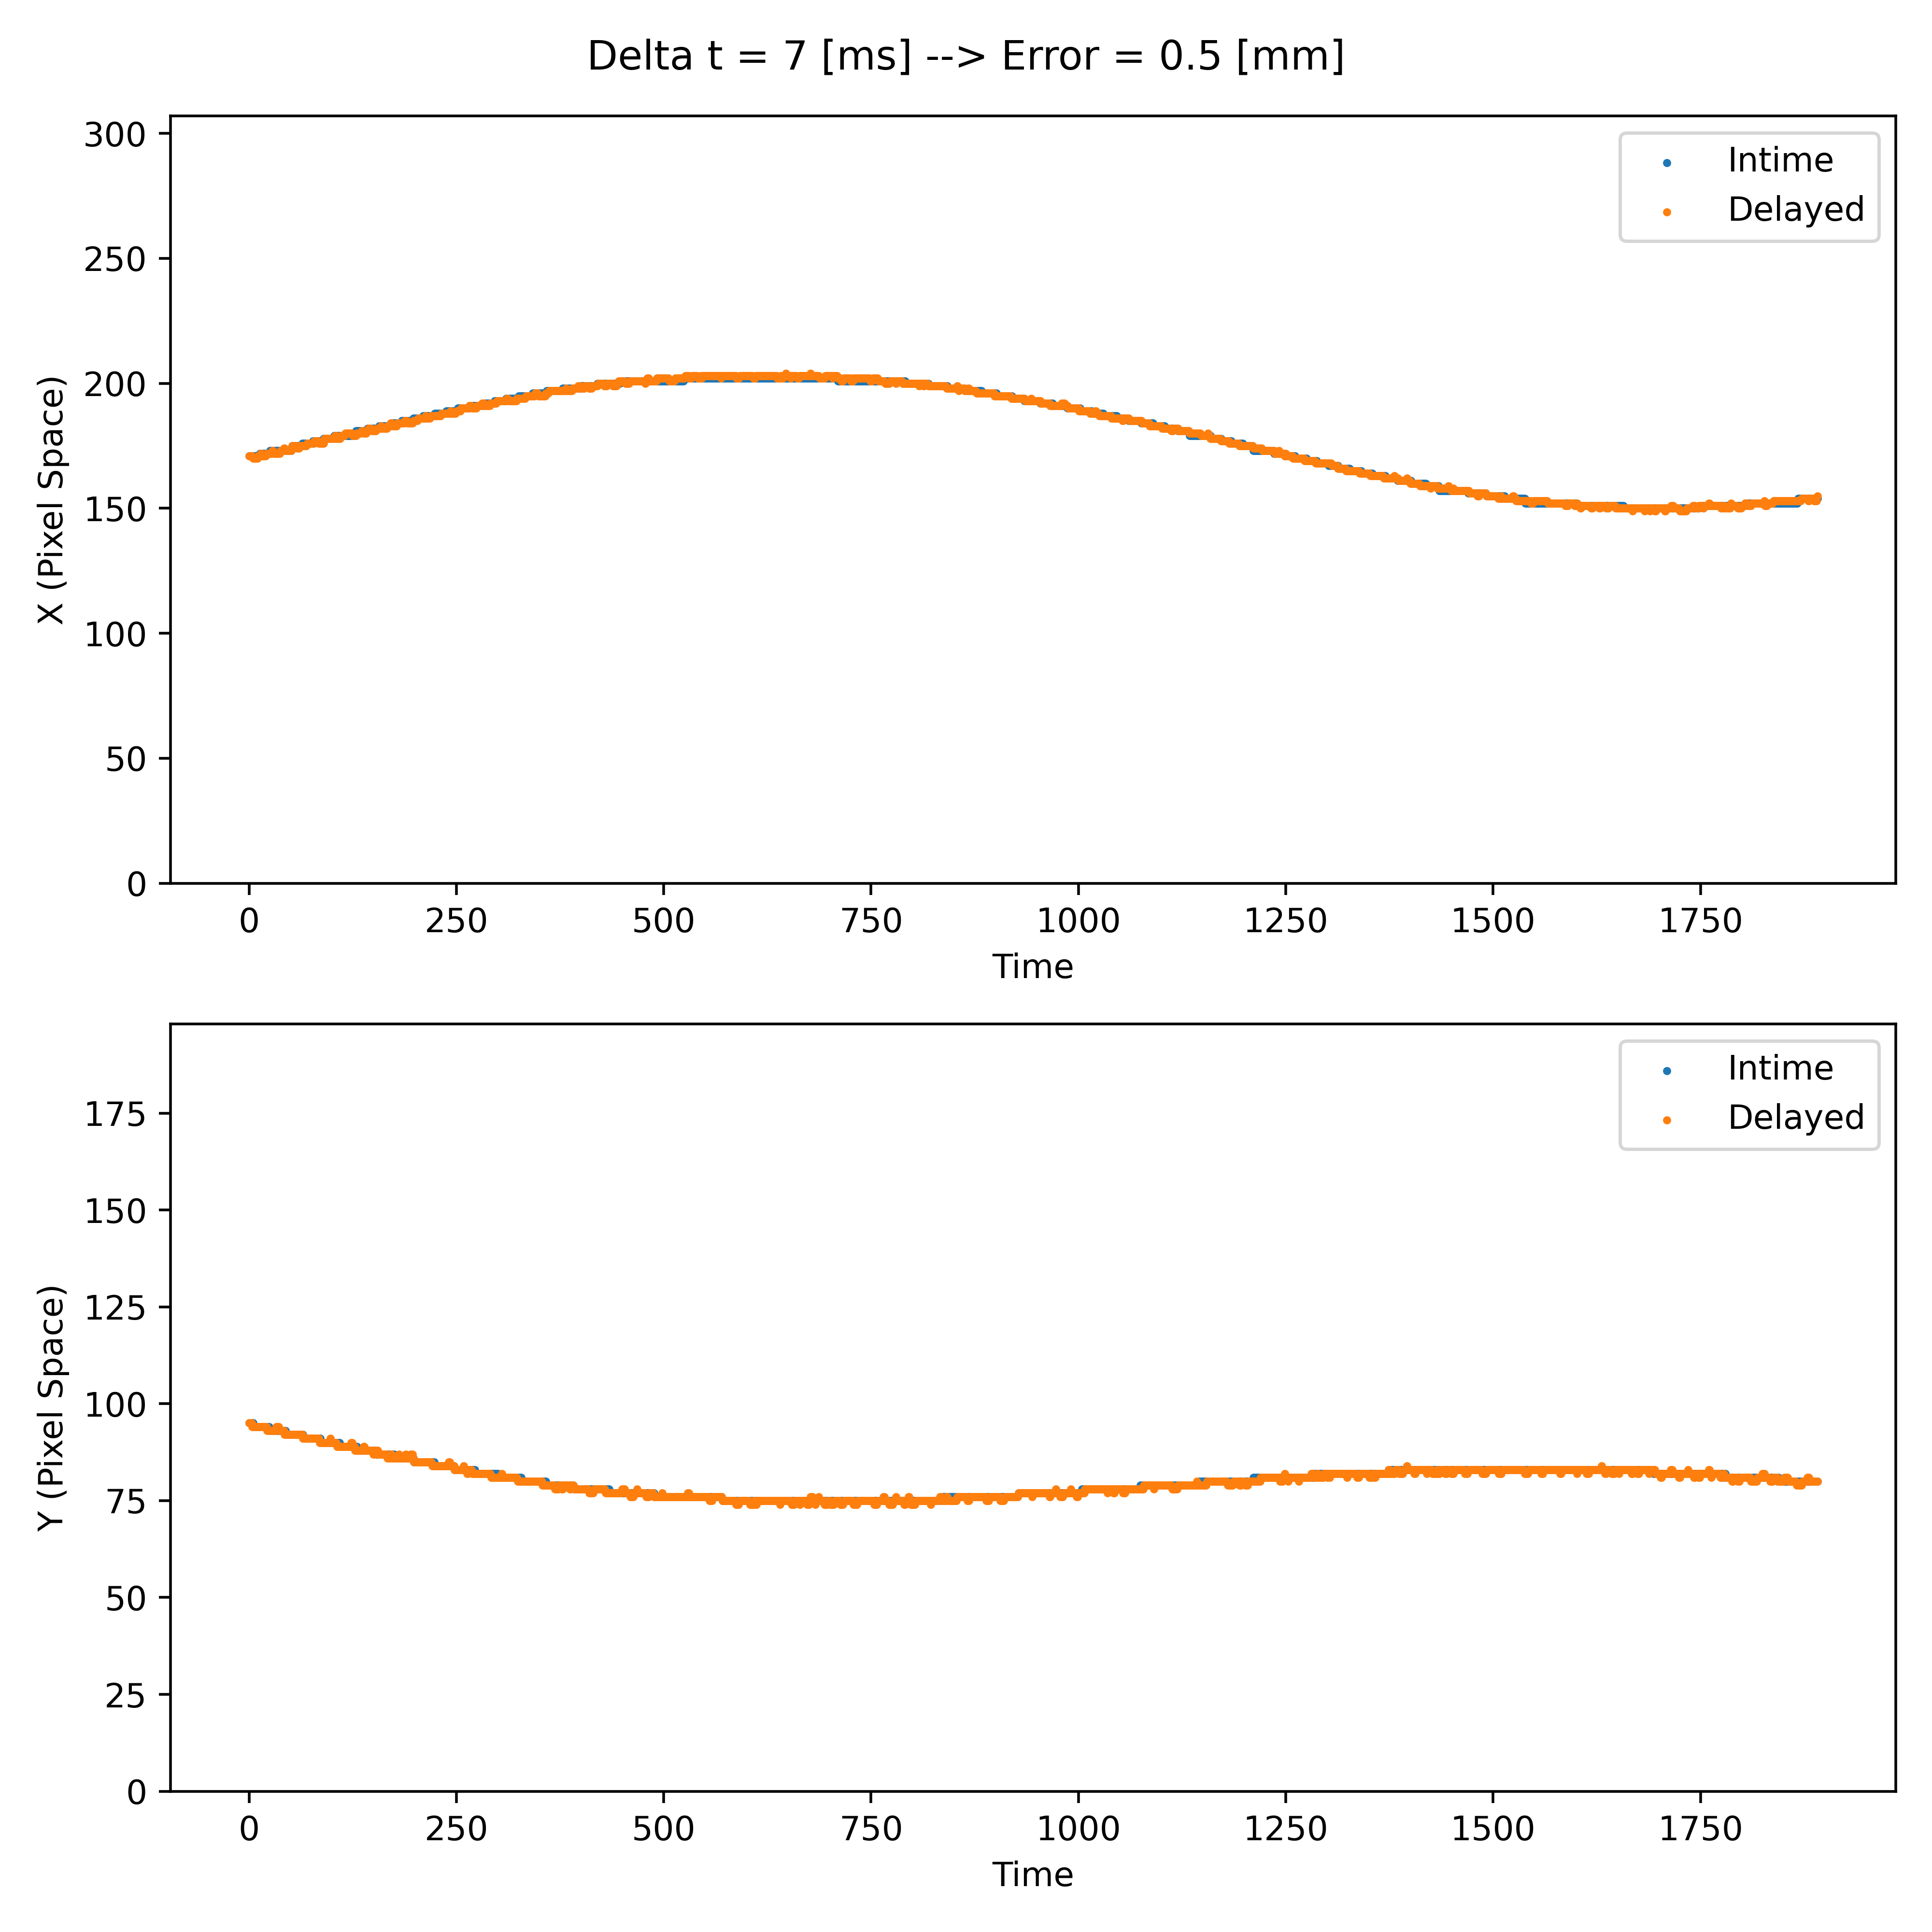 Delta t = 7 [ms] --> Error = 0.5 [mm]
300
250
200
150
100
50
0
X (Pixel Space)
Intime
Delayed
0 250 500 750 1000 1250 1500 1750
Time
175
150
125
100
75
50
25
0
Y (Pixel Space)
Intime
Delayed
0 250 500 750 1000 1250 1500 1750
Time